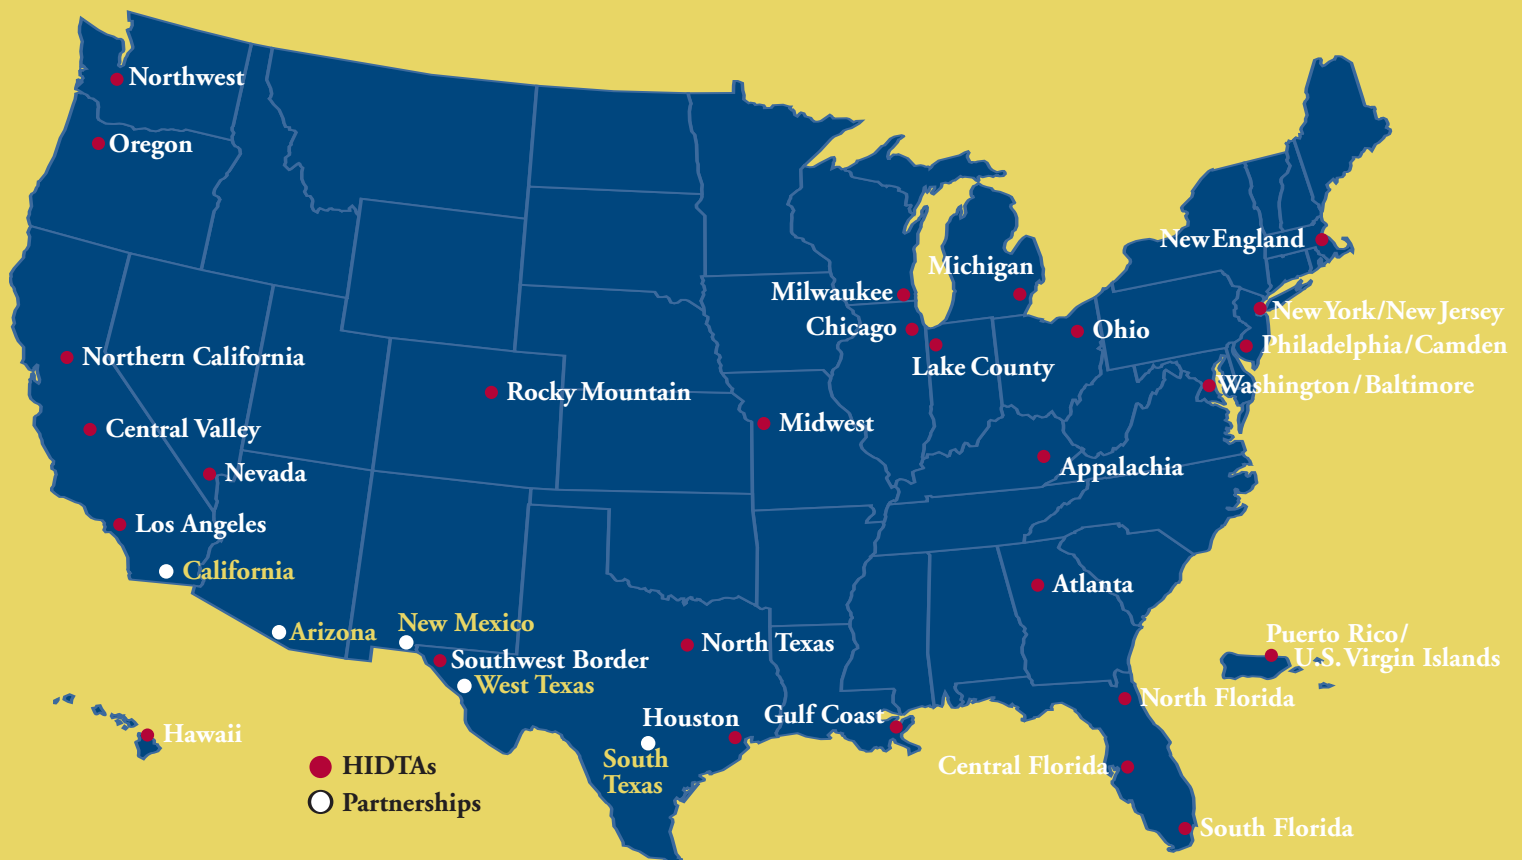 Northwest
Oregon
New England
Michigan
Milwaukee
New York/New Jersey
Chicago
Ohio
Philadelphia/Camden
Northern California
Lake County
Washington/Baltimore
Rocky Mountain
Central Valley
Midwest
Appalachia
Nevada
Los Angeles
California
Atlanta
New Mexico
Arizona
Puerto Rico/
U.S. Virgin Islands
North Texas
Southwest Border
West Texas
North Florida
Houston
Gulf Coast
Hawaii
South
Texas
HIDTAs
Central Florida
Partnerships
South Florida